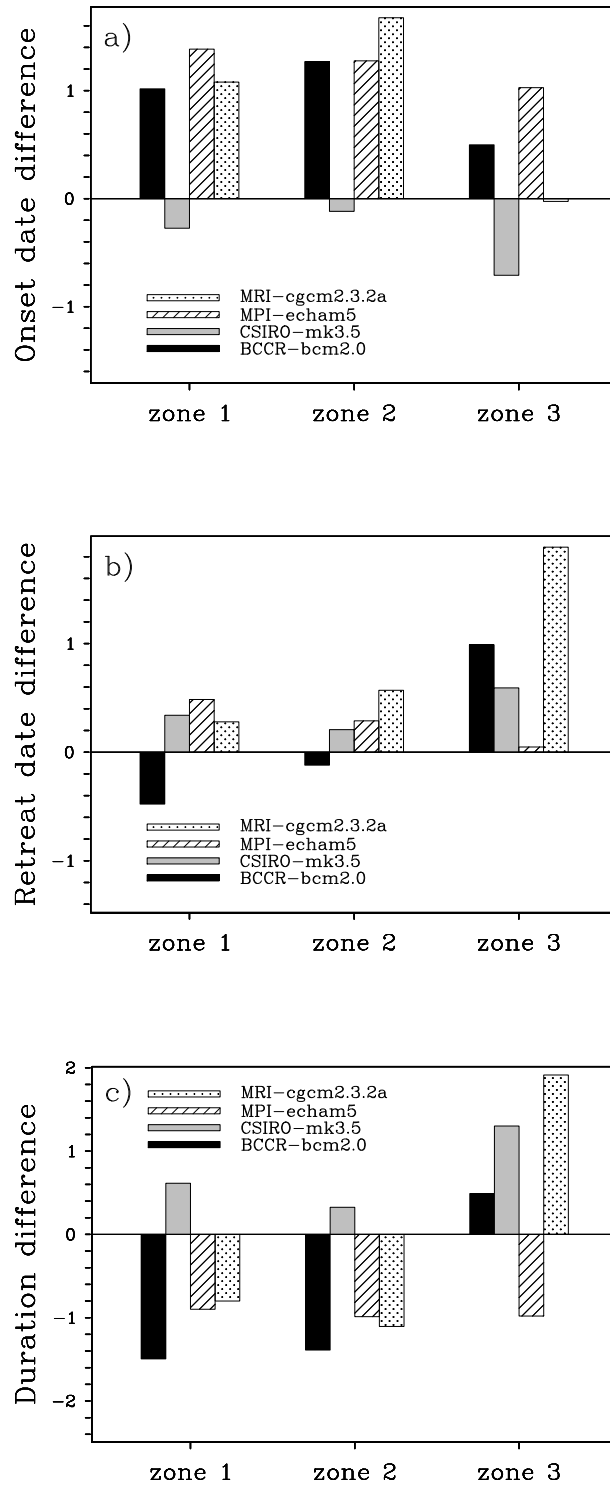 a)
Onset date difference
1
0
−1
MRI−cgcm2.3.2a
MPI−echam5
CSIRO−mk3.5
BCCR−bcm2.0
zone 1 zone 2 zone 3
b)
Retreat date difference
1
0
−1
MRI−cgcm2.3.2a
MPI−echam5
CSIRO−mk3.5
BCCR−bcm2.0
zone 1 zone 2 zone 3
c)
Duration difference
2
1
0
−1
−2
MRI−cgcm2.3.2a
MPI−echam5
CSIRO−mk3.5
BCCR−bcm2.0
zone 1 zone 2 zone 3